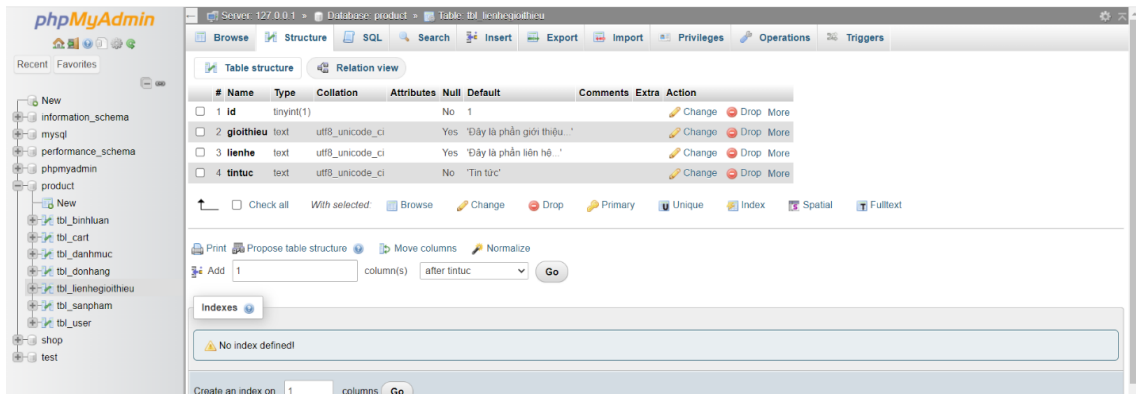 phpMyAdmin
Recent Favorites
New
information_schema
mysql
performance_schema
phpmyadmin
product
New
tbl_binhluan
tbl_cart
tbl_danhmuc
tbl_donhang
tbl_lienhegioithieu
tbl_sanpham
tbl_user
shop
test
Server: 127.0.0.1 » Database: product » Table: tbl_lienhegioithieu
Browse Structure SQL Search Insert Export Import Privileges Operations Triggers
Table structure Relation view
# Name Type Collation Attributes Null Default Comments Extra Action
1 id tinyint(1) No 1 Change Drop More
2 gioithieu text utf8_unicode_ci Yes 'Đây là phần giới thiệu...' Change Drop More
3 lienhe text utf8_unicode_ci Yes 'Đây là phần liên hệ...' Change Drop More
4 tintuc text utf8_unicode_ci No 'Tin tức' Change Drop More
Check all With selected: Browse Change Drop Primary Unique Index Spatial Fulltext
Print Propose table structure Move columns Normalize
Add 1 column(s) after tintuc Go
Indexes
No index defined!
Create an index on 1 columns Go